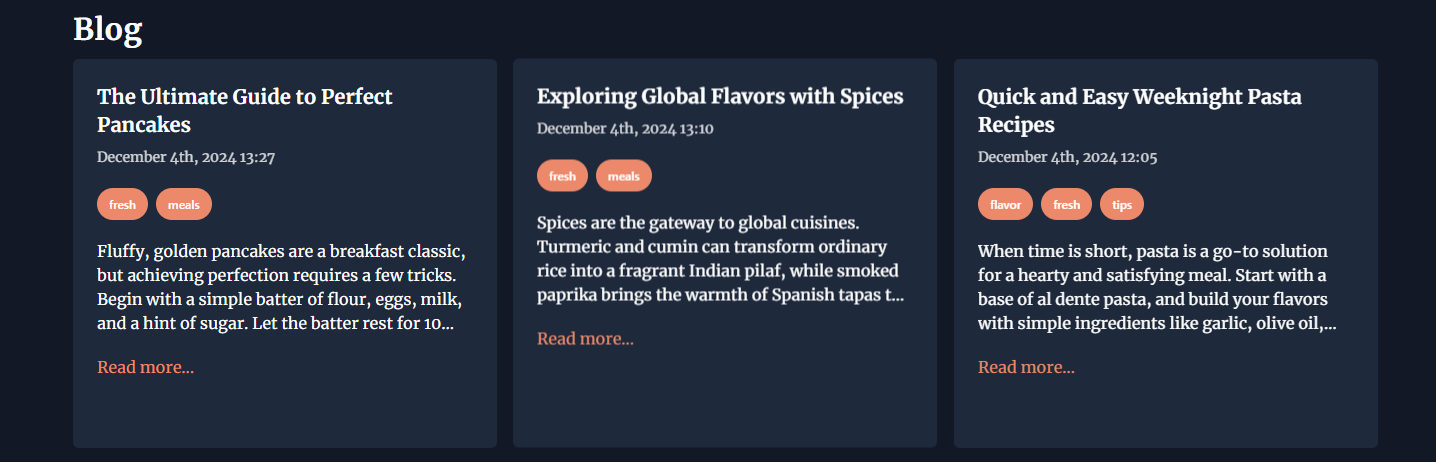 Blog
The Ultimate Guide to Perfect
Pancakes
December 4th, 2024 13:27
fresh meals
Fluffy, golden pancakes are a breakfast classic,
but achieving perfection requires a few tricks.
Begin with a simple batter of flour, eggs, milk,
and a hint of sugar. Let the batter rest for 10...
Read more...
Exploring Global Flavors with Spices
December 4th, 2024 13:10
fresh meals
Spices are the gateway to global cuisines.
Turmeric and cumin can transform ordinary
rice into a fragrant Indian pilaf, while smoked
paprika brings the warmth of Spanish tapas t...
Read more...
Quick and Easy Weeknight Pasta
Recipes
December 4th, 2024 12:05
flavor fresh tips
When time is short, pasta is a go-to solution
for a hearty and satisfying meal. Start with a
base of al dente pasta, and build your flavors
with simple ingredients like garlic, olive oil,...
Read more...